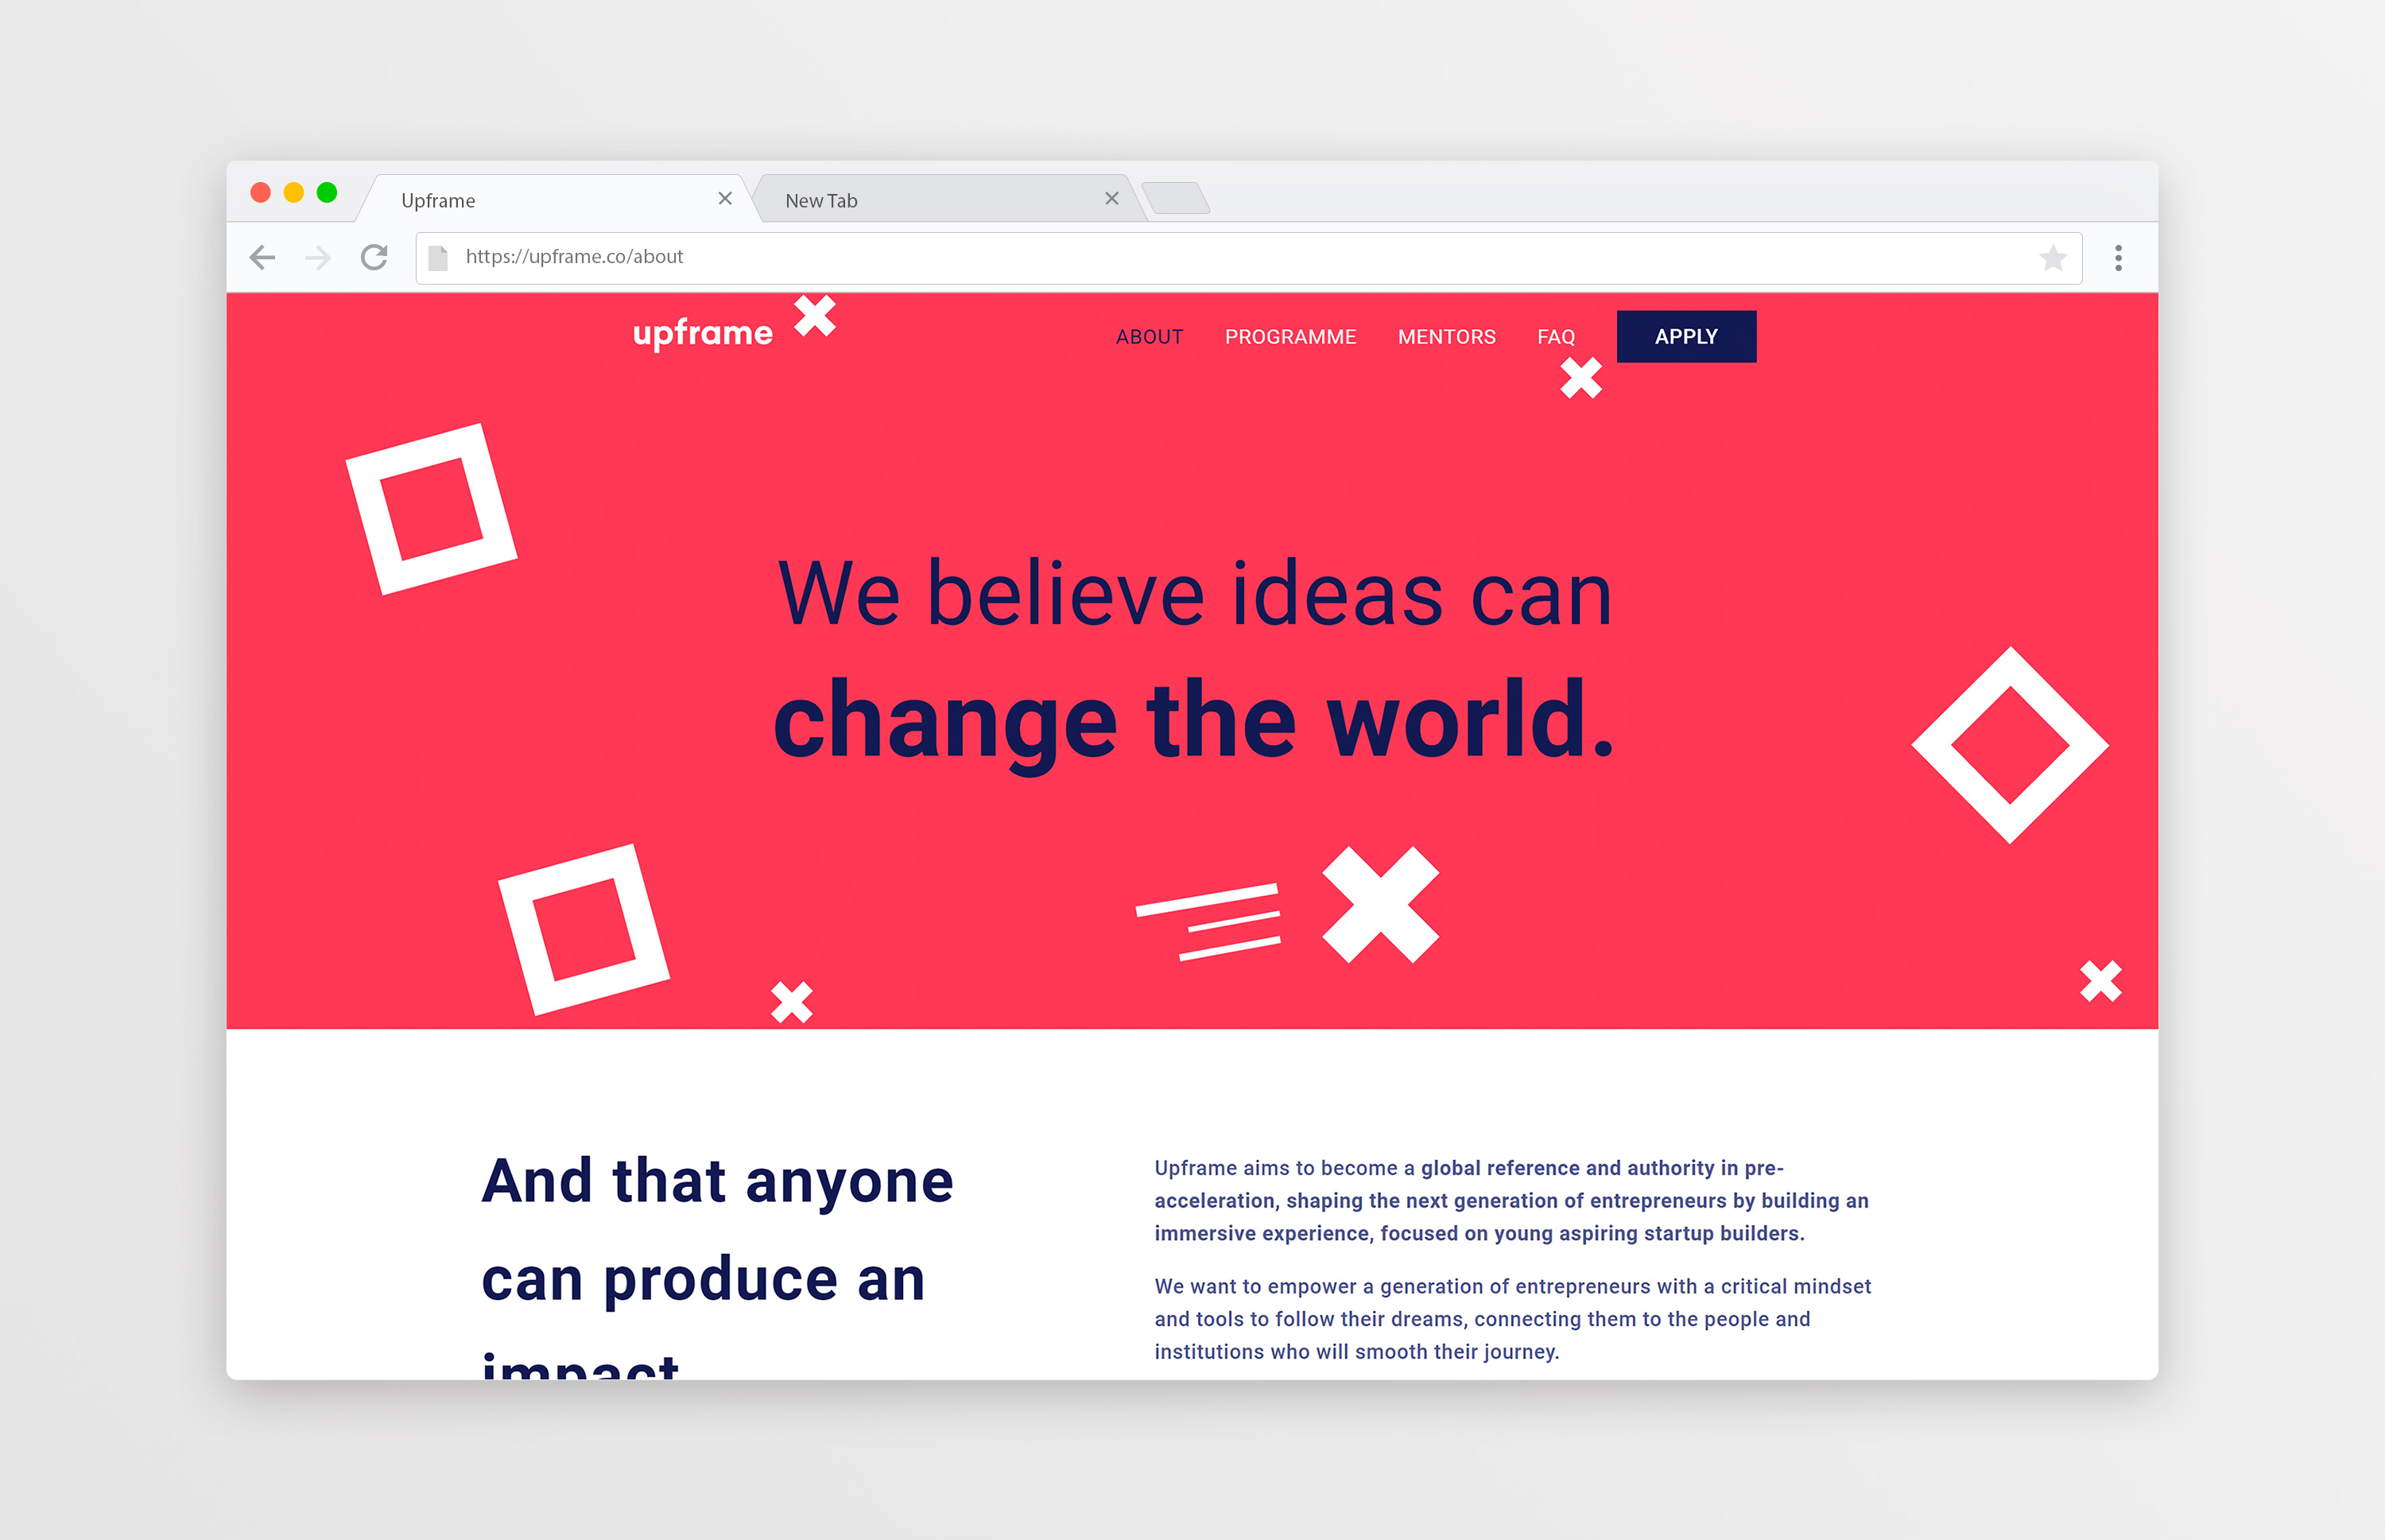 Upframe
New Tab
https://upframe.co/about
upframe
ABOUT PROGRAMME MENTORS FAQ APPLY
We believe ideas can
change the world.
And that anyone
can produce an
impact
Upframe aims to become a global reference and authority in pre-
acceleration, shaping the next generation of entrepreneurs by building an
immersive experience, focused on young aspiring startup builders.
We want to empower a generation of entrepreneurs with a critical mindset
and tools to follow their dreams, connecting them to the people and
institutions who will smooth their journey.